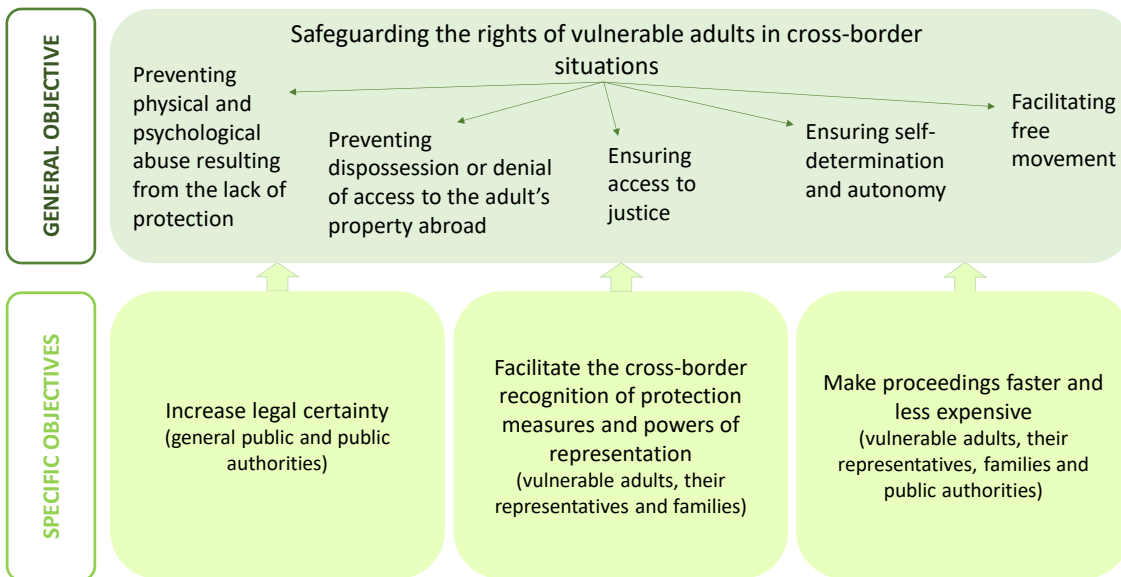 GENERAL OBJECTIVE
Safeguarding the rights of vulnerable adults in cross-border
situations
Preventing
physical and
psychological
abuse resulting
from the lack of
protection
Preventing
dispossession or denial
of access to the adult's
property abroad
Ensuring
access to
justice
Ensuring self-
determination
and autonomy
Facilitating
free
movement
SPECIFIC OBJECTIVES
Increase legal certainty
(general public and public
authorities)
Facilitate the cross-border
recognition of protection
measures and powers of
representation
(vulnerable adults, their
representatives and families)
Make proceedings faster and
less expensive
(vulnerable adults, their
representatives, families and
public authorities)